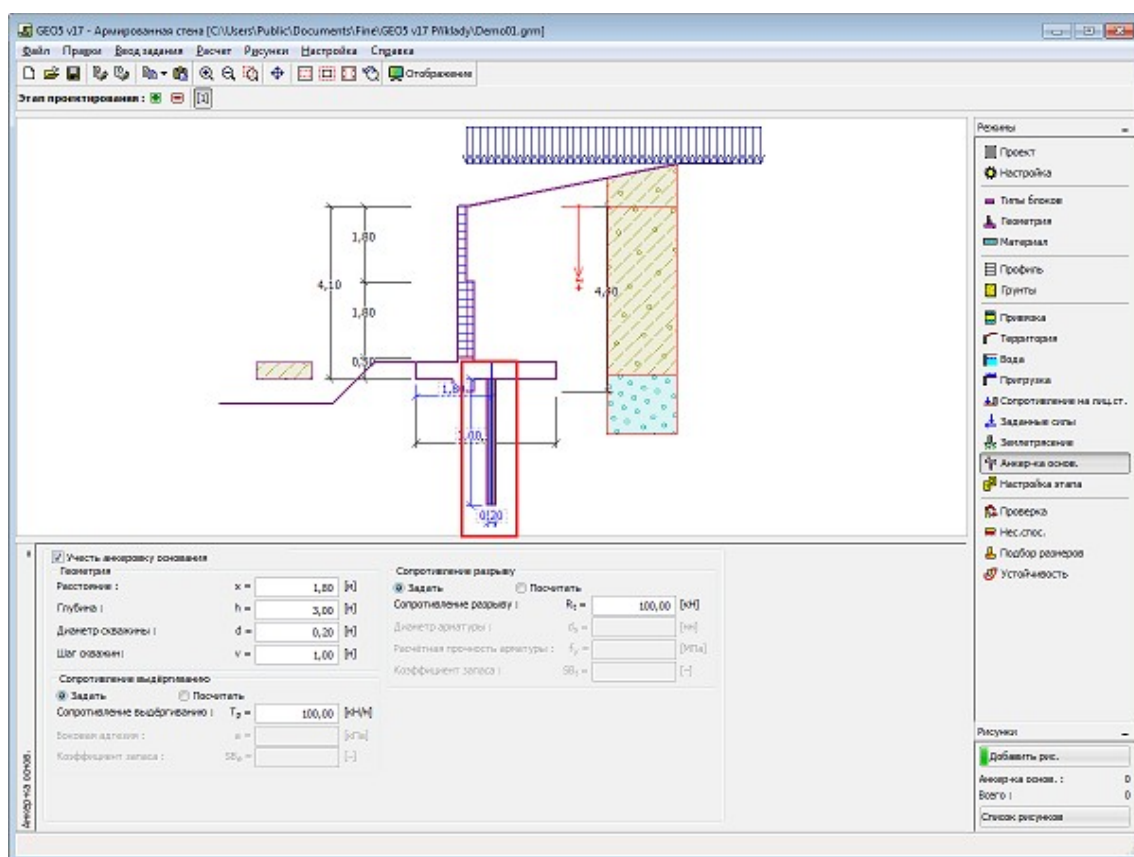 GEO5 v17 - Армированная стена [C:\Users\Public\Documents\Fine\GEO5 v17 Příklady\Demo01.grm]
Файл Правки Ввод задания Расчет Рисунки Настройка Справка
Отображение
Этап проектирования : [1]
1,80
4,10
1,80
0,50
1,80
3,00
0,20
+z
Режимы
Проект
Настройка
Типы блоков
Геометрия
Материал
Профиль
Грунты
Привязка
Территория
Вода
Пригрузка
Сопротивление на лиц.ст.
Заданные силы
Землетрясение
Анкер-ка основ.
Настройка этапа
Проверка
Нес.спос.
Подбор размеров
Устойчивость
Учесть анкеровку основания
Геометрия
Расстояние : x = 1,80 [м]
Глубина : h = 3,00 [м]
Диаметр скважины : d = 0,20 [м]
Шаг скважин: v = 1,00 [м]
Сопротивление выдёргиванию
Задать Посчитать
Сопротивление выдёргиванию : Tp = 100,00 [кН/м]
Боковая адгезия : a = [кПа]
Коэффициент запаса : SBe = [-]
Сопротивление разрыву
Задать Посчитать
Сопротивление разрыву : Rt = 100,00 [кН]
Диаметр арматуры : ds = [мм]
Расчётная прочность арматуры : fy = [МПа]
Коэффициент запаса : SBt = [-]
Анкер-ка основ.
Рисунки
Добавить рис.
Анкер-ка основ. : 0
Всего : 0
Список рисунков